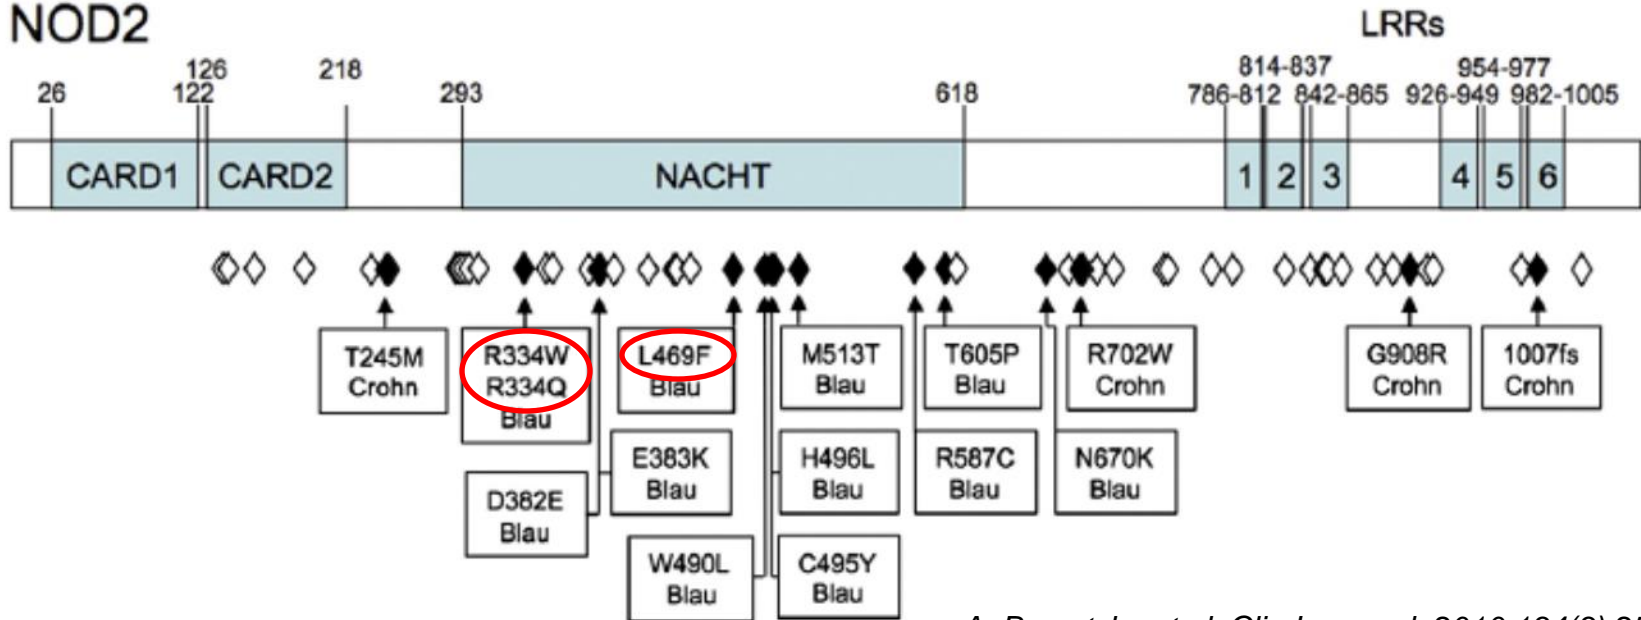 NOD2
LRRs
126
218
814-837
954-977
26
122
293
618
786-812
842-865
926-949
982-1005
CARD1
CARD2
NACHT
1
2
3
4
5
6
T245M
Crohn
R334W
R334Q
Blau
L469F
Blau
M513T
Blau
T605P
Blau
R702W
Crohn
G908R
Crohn
1007fs
Crohn
E383K
Blau
H496L
Blau
R587C
Blau
N670K
Blau
D382E
Blau
W490L
Blau
C495Y
Blau